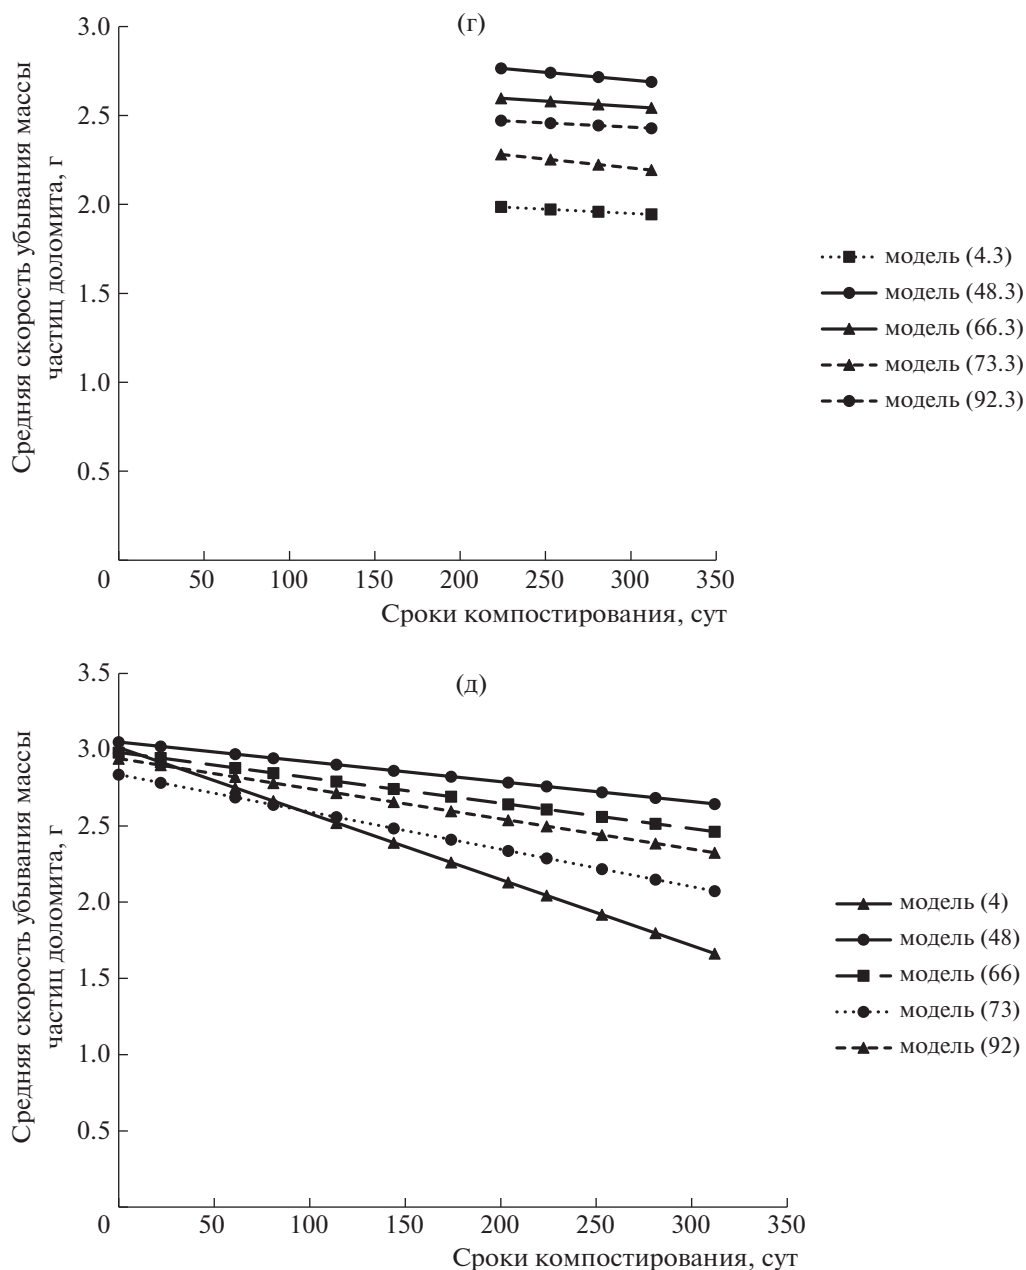 (г)
3.0
2.5
2.0
1.5
1.0
0.5
0
50
100
150
200
250
300
350
Средняя скорость убывания массы
частиц доломита, г
Сроки компостирования, сут
модель (4.3)
модель (48.3)
модель (66.3)
модель (73.3)
модель (92.3)
(д)
3.5
3.0
2.5
2.0
1.5
1.0
0.5
0
50
100
150
200
250
300
350
Средняя скорость убывания массы
частиц доломита, г
Сроки компостирования, сут
модель (4)
модель (48)
модель (66)
модель (73)
модель (92)